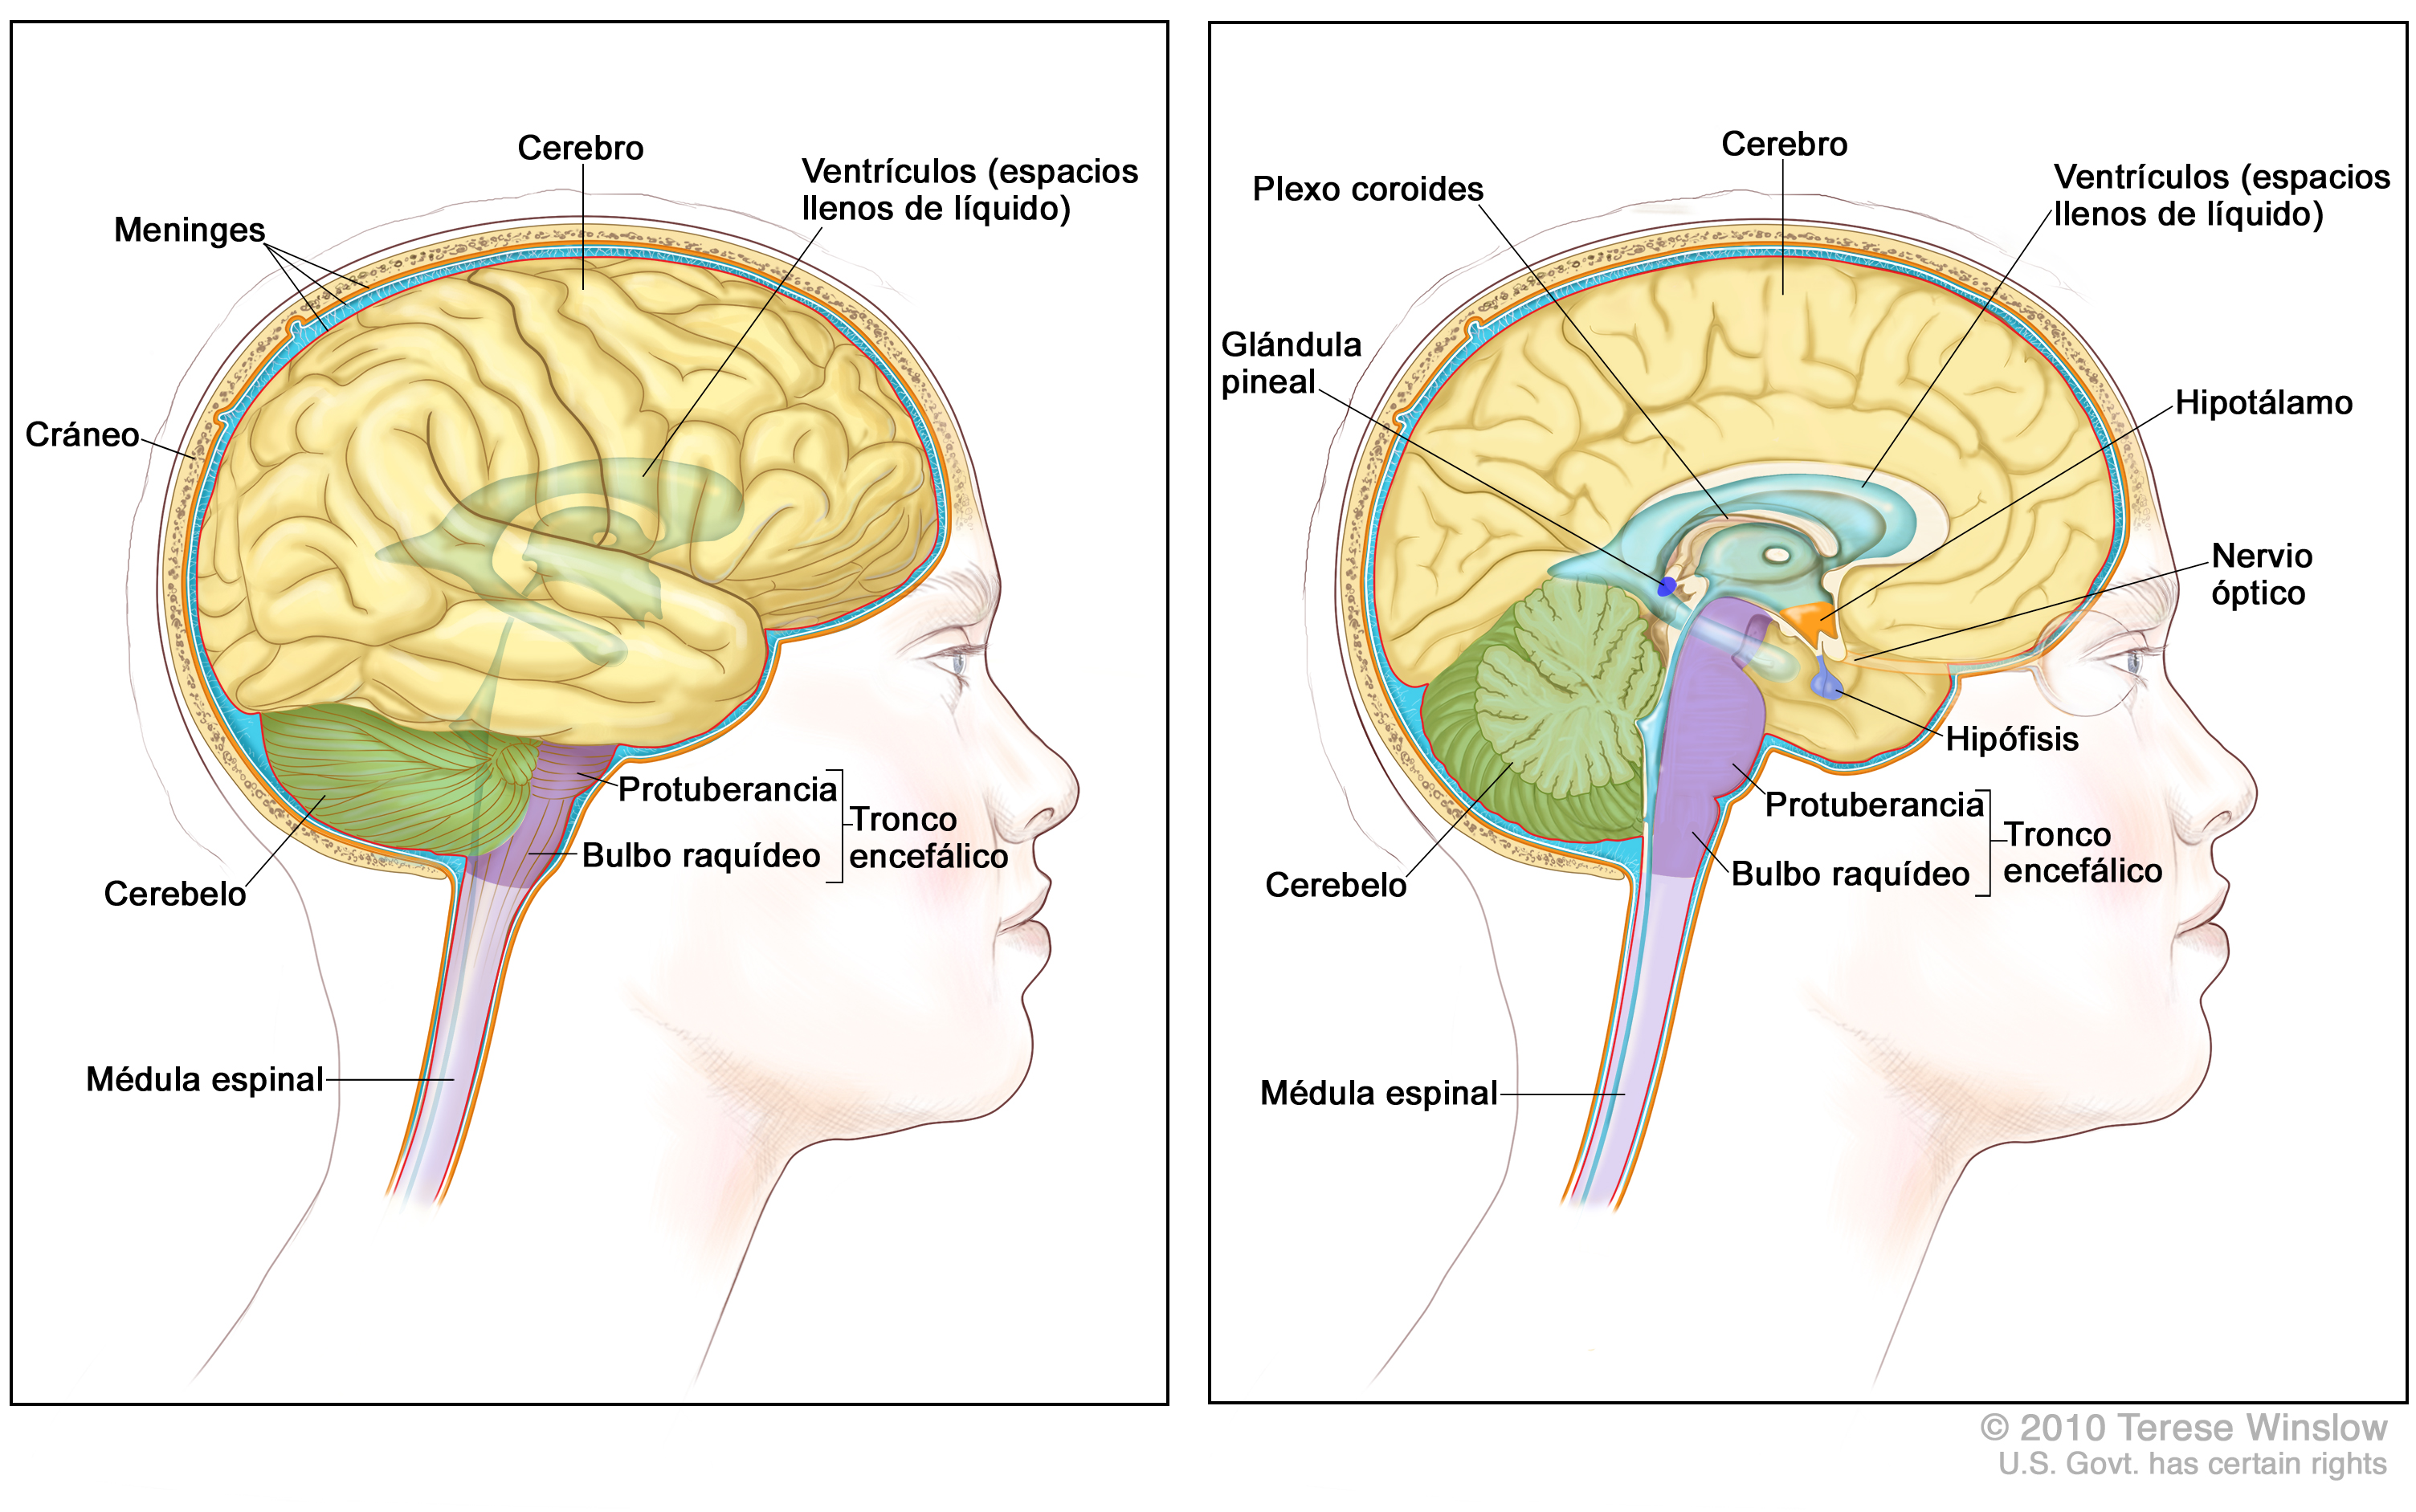 Cerebro
Ventrículos (espacios
llenos de líquido)
Meninges
Cráneo
Protuberancia
Bulbo raquídeo
Tronco
encefálico
Cerebelo
Médula espinal
Cerebro
Plexo coroides
Ventrículos (espacios
llenos de líquido)
Glándula
pineal
Hipotálamo
Nervio
óptico
Hipófisis
Protuberancia
Bulbo raquídeo
Tronco
encefálico
Cerebelo
Médula espinal
© 2010 Terese Winslow
U.S. Govt. has certain rights